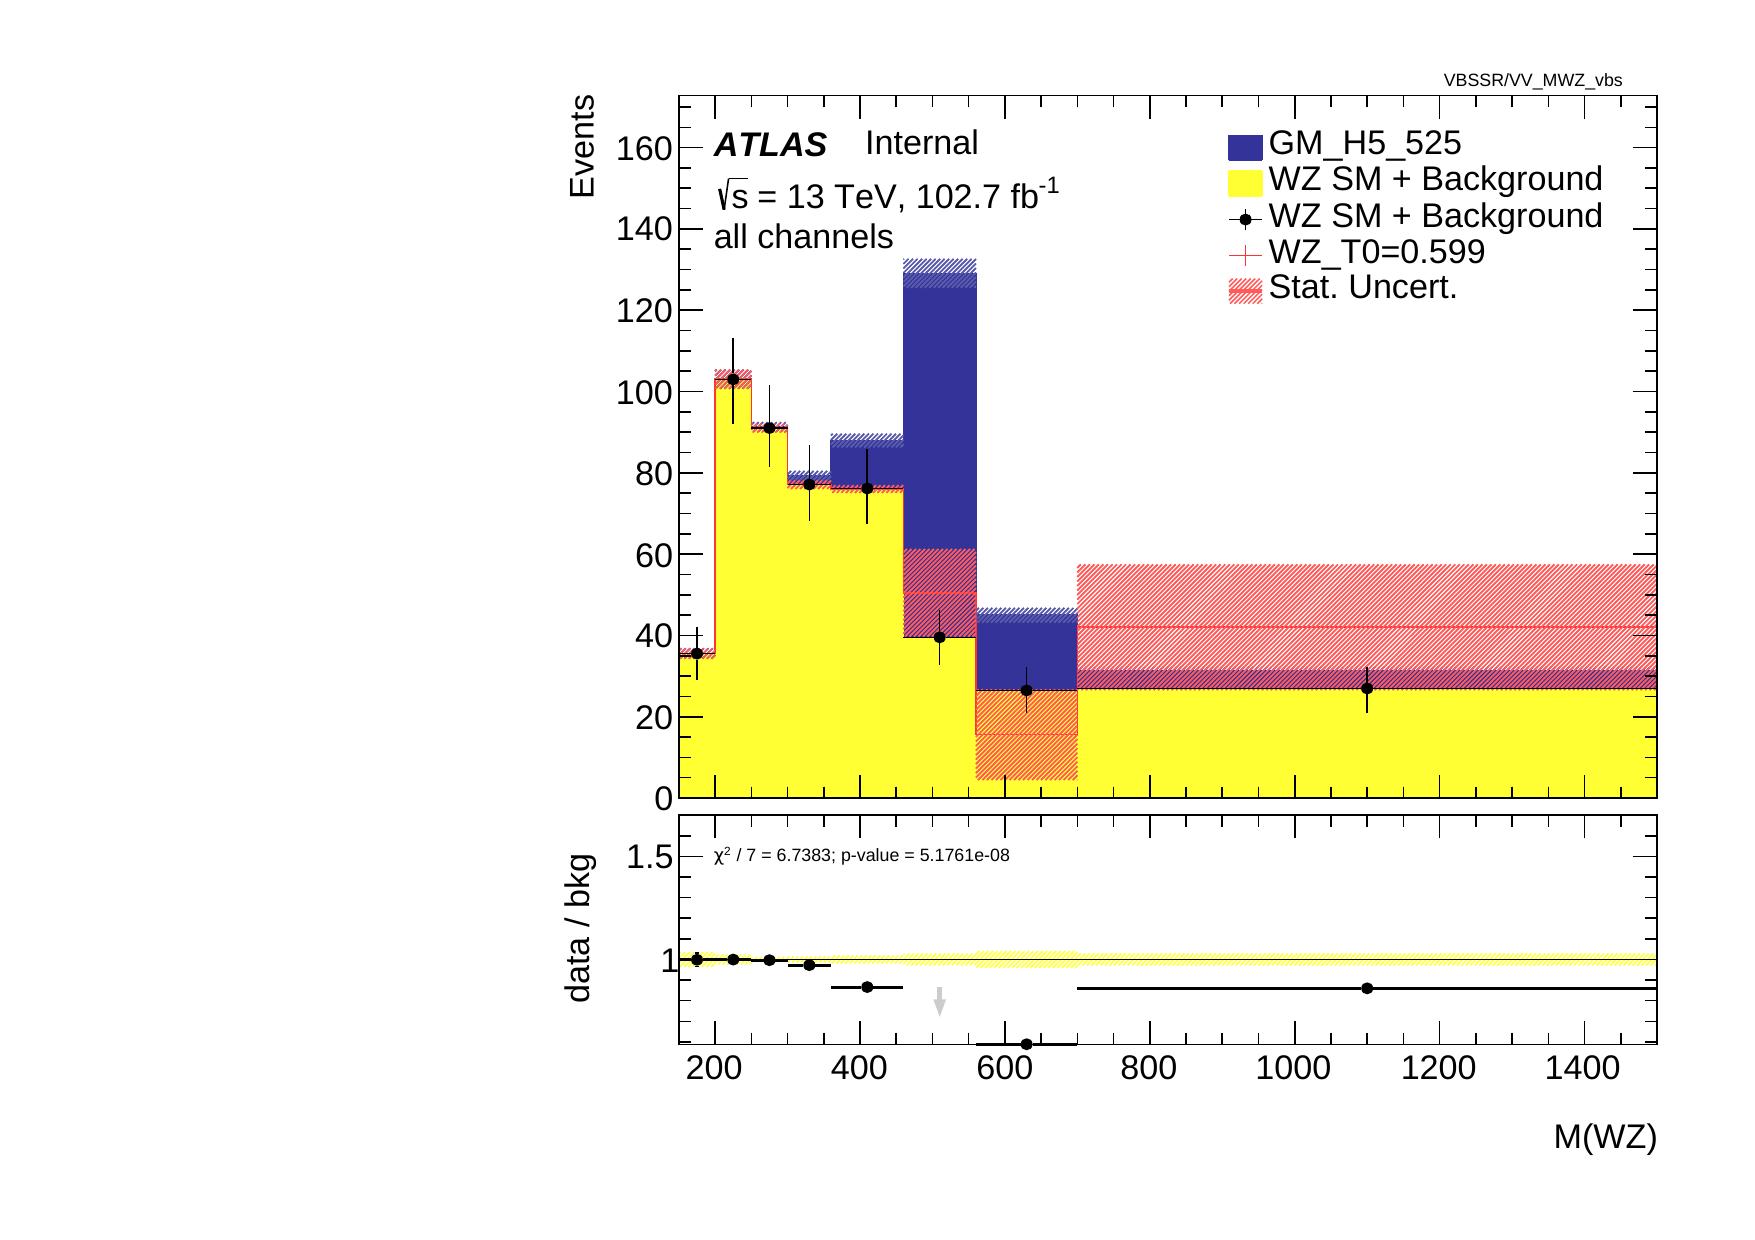 VBSSR/VV_MWZ_vbs
Events
160
140
120
100
80
60
40
20
0
ATLAS Internal
√s = 13 TeV, 102.7 fb⁻¹
all channels
GM_H5_525
WZ SM + Background
WZ SM + Background
WZ_T0=0.599
Stat. Uncert.
data / bkg
1.5
1
χ² / 7 = 6.7383; p-value = 5.1761e-08
200 400 600 800 1000 1200 1400
M(WZ)